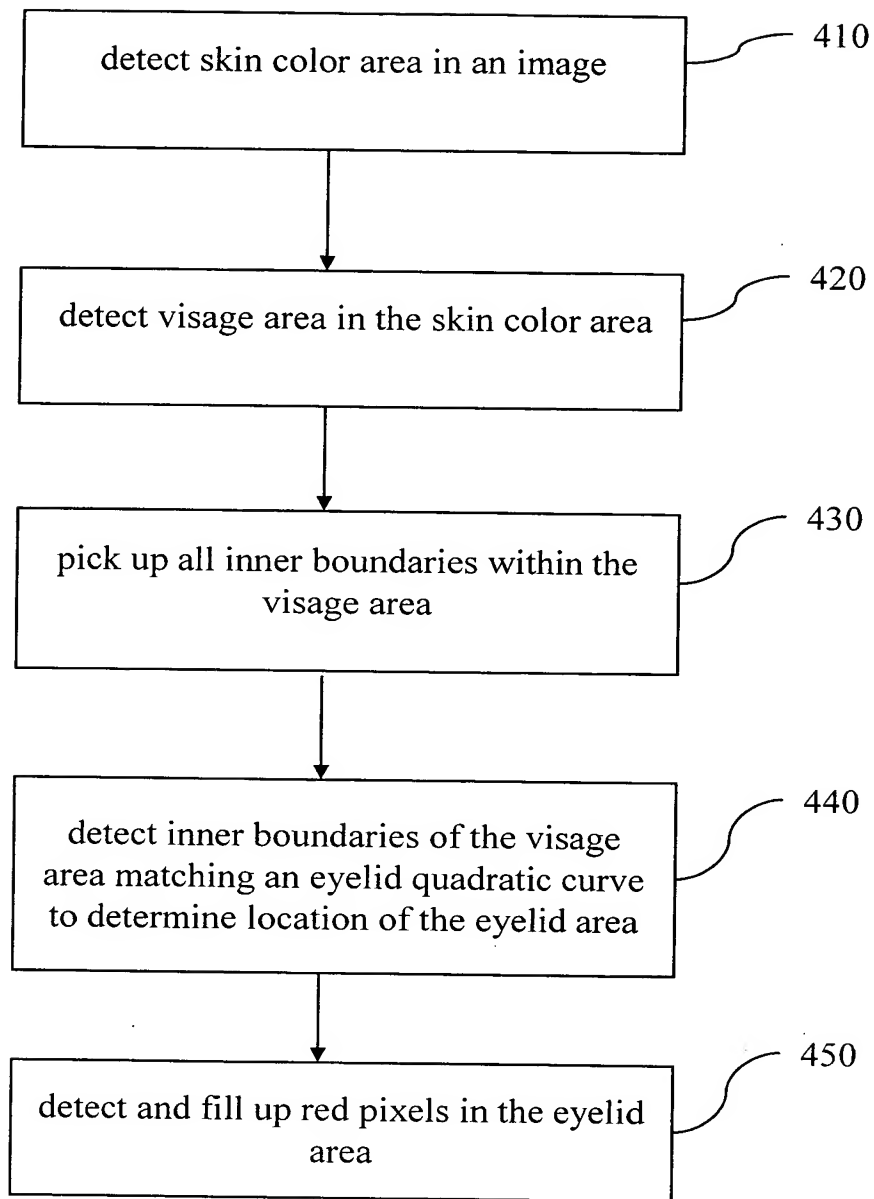 detect skin color area in an image
410
detect visage area in the skin color area
420
pick up all inner boundaries within the
visage area
430
detect inner boundaries of the visage
area matching an eyelid quadratic curve
to determine location of the eyelid area
440
detect and fill up red pixels in the eyelid
area
450